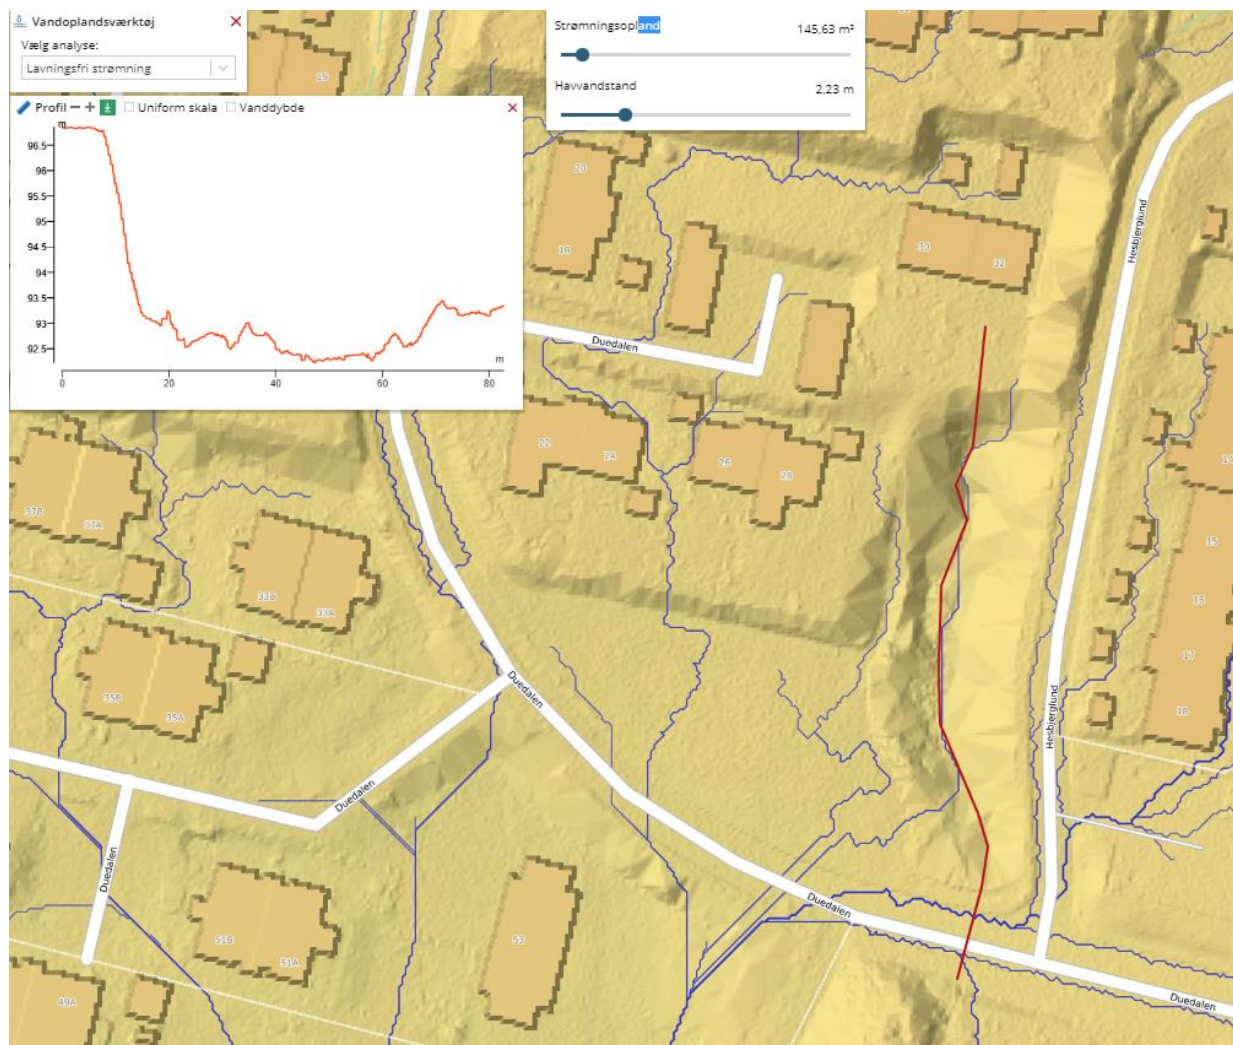 Vandoplandsværktøj
Vælg analyse:
Lavningsfri strømning
Strømningsopland 145,63 m²
Havvandstand 2,23 m
Profil Uniform skala Vanddybde
m
96.5
96
95.5
95
94.5
94
93.5
93
92.5
m
0 20 40 60 80
20
18
30
32
Hesbjerglund
Duedalen
22
24
26
28
37B
37A
33A
15
16
17
18
35B
35A
Duedalen
Hesbjerglund
Duedalen
Duedalen
Duedalen
51B
51A
53
49A
Duedalen